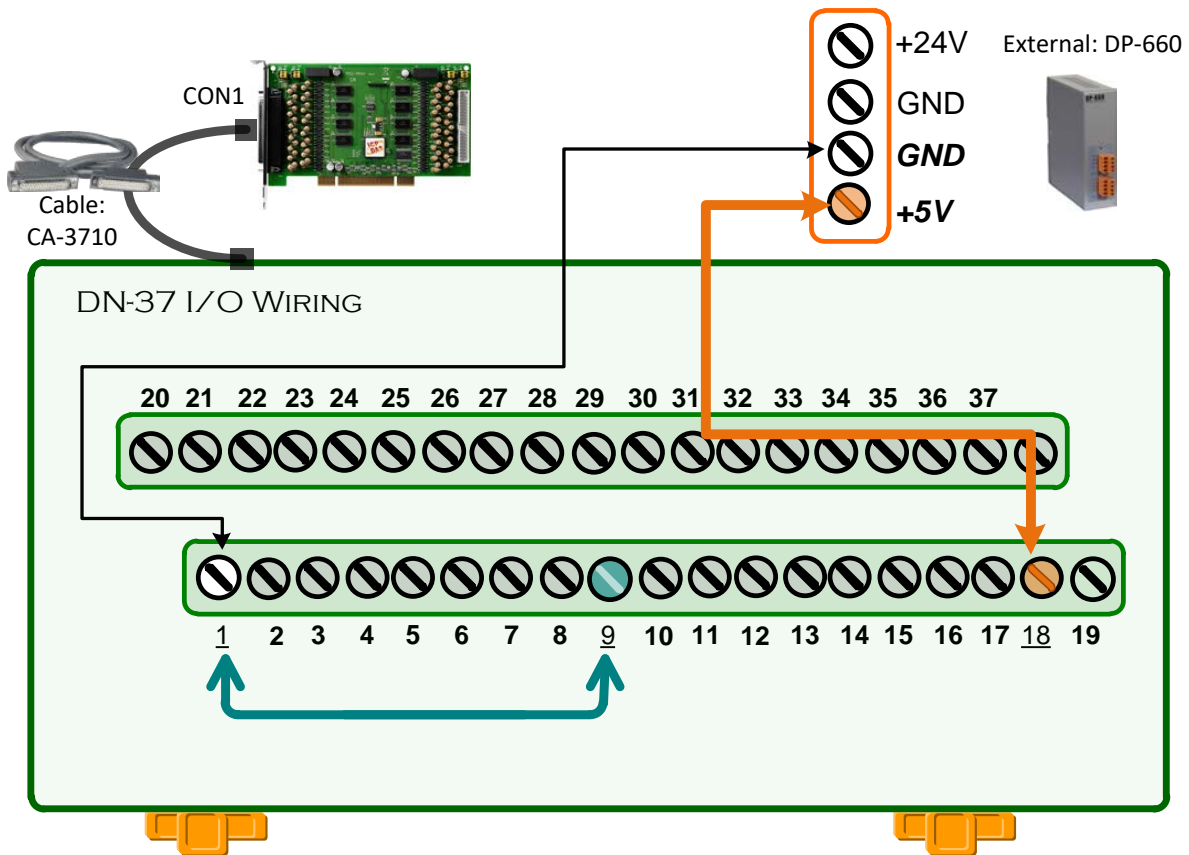 +24V
External: DP-660
GND
GND
+5V
CON1
Cable:
CA-3710
DN-37 I/O WIRING
20 21 22 23 24 25 26 27 28 29 30 31 32 33 34 35 36 37
1 2 3 4 5 6 7 8 9 10 11 12 13 14 15 16 17 18 19